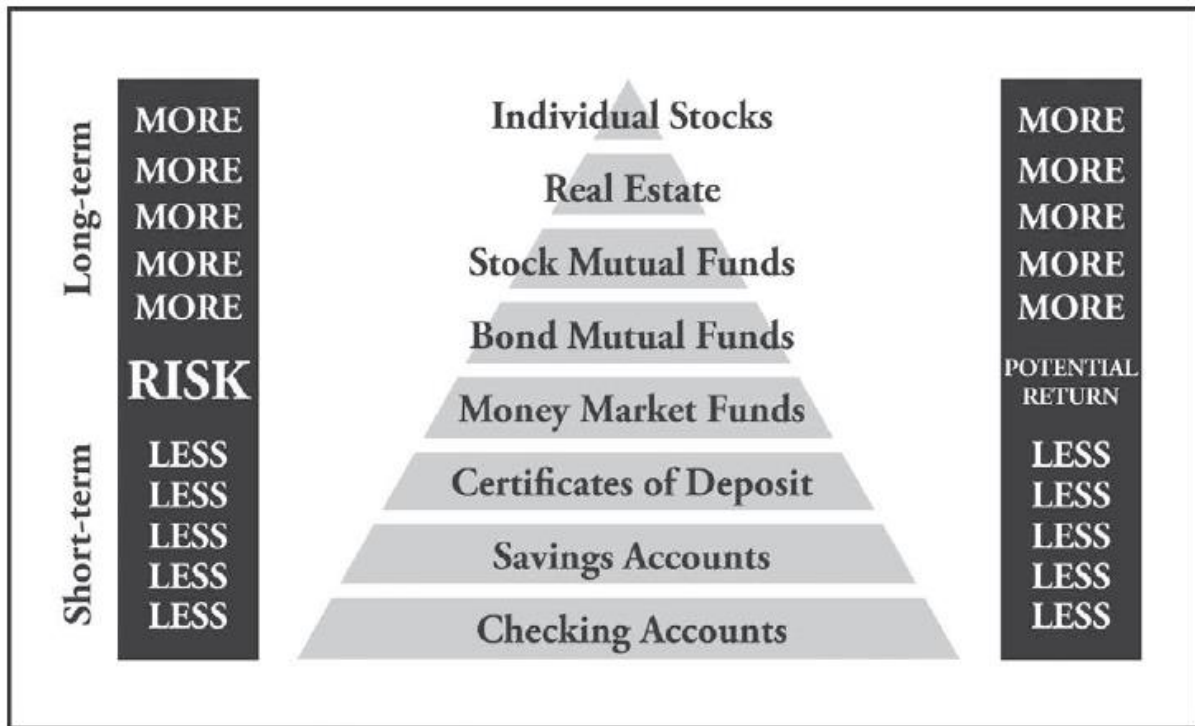 Long-term
Short-term
MORE
MORE
MORE
MORE
MORE
RISK
LESS
LESS
LESS
LESS
LESS
Individual Stocks
Real Estate
Stock Mutual Funds
Bond Mutual Funds
Money Market Funds
Certificates of Deposit
Savings Accounts
Checking Accounts
MORE
MORE
MORE
MORE
MORE
POTENTIAL
RETURN
LESS
LESS
LESS
LESS
LESS